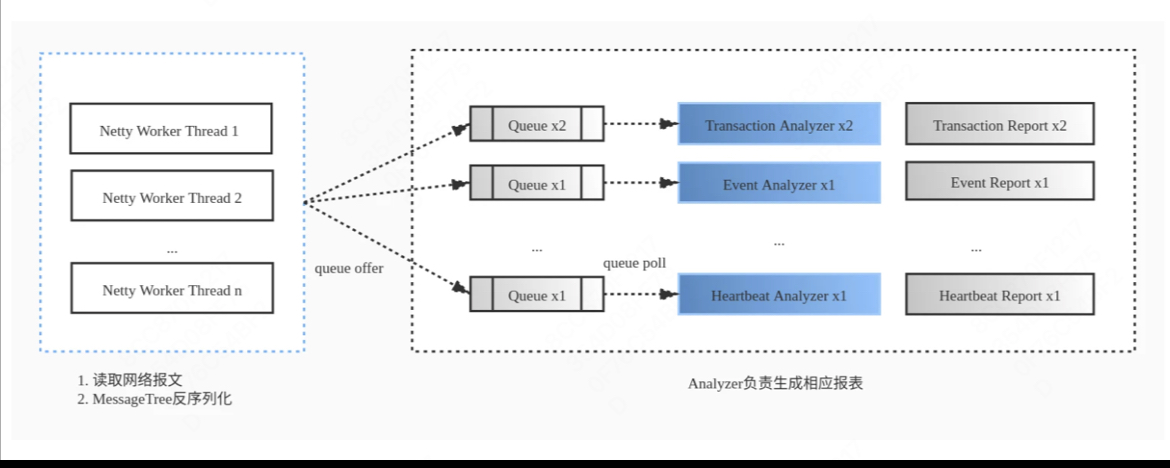 Netty Worker Thread 1
Netty Worker Thread 2
...
Netty Worker Thread n
queue offer
Queue x2
Transaction Analyzer x2
Transaction Report x2
Queue x1
Event Analyzer x1
Event Report x1
...
...
...
queue poll
Queue x1
Heartbeat Analyzer x1
Heartbeat Report x1
1. 读取网络报文
2. MessageTree反序列化
Analyzer负责生成相应报表